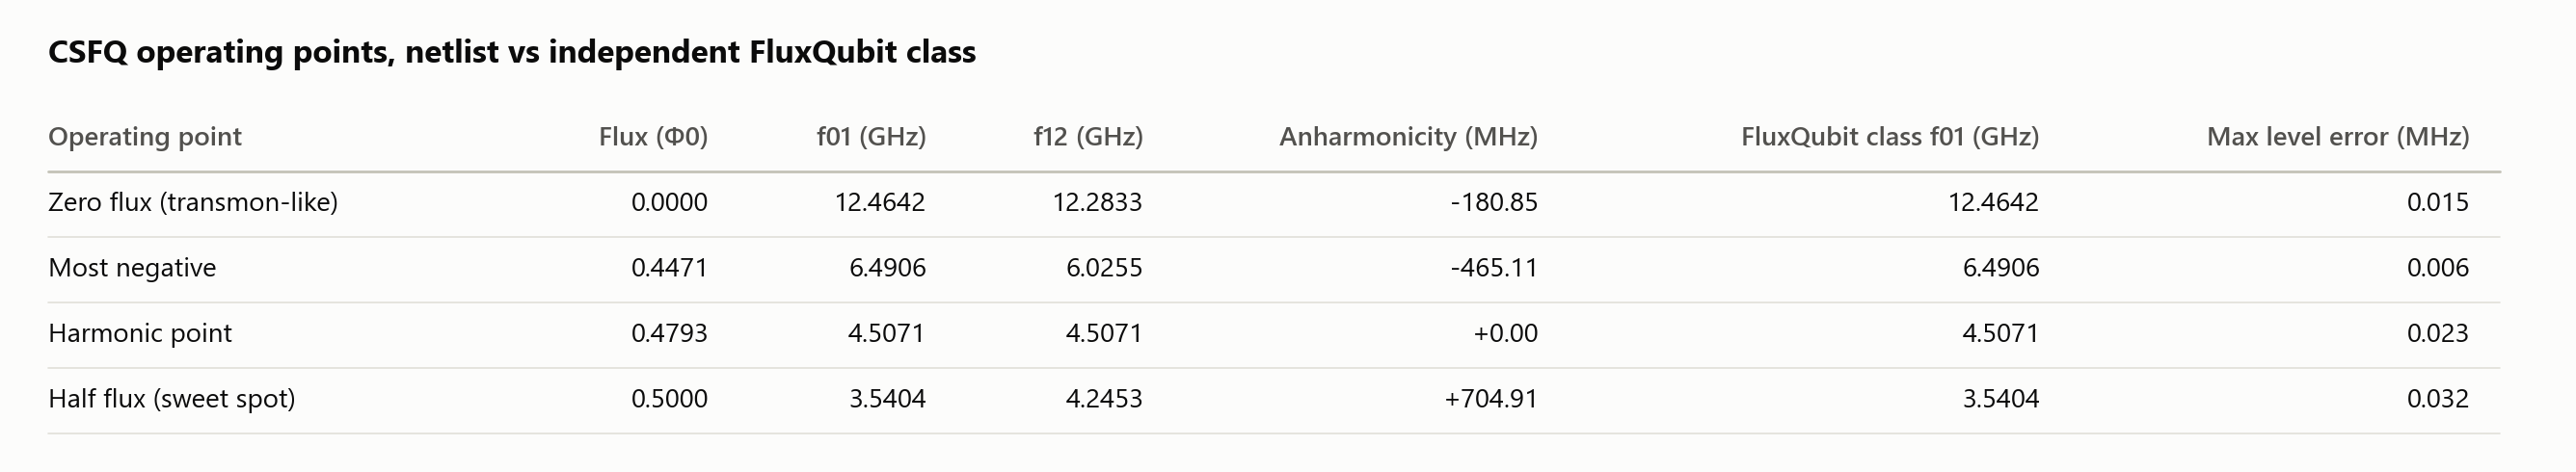 CSFQ operating points, netlist vs independent FluxQubit class
Operating point Flux (Φ0) f01 (GHz) f12 (GHz) Anharmonicity (MHz) FluxQubit class f01 (GHz) Max level error (MHz)
Zero flux (transmon-like) 0.0000 12.4642 12.2833 -180.85 12.4642 0.015
Most negative 0.4471 6.4906 6.0255 -465.11 6.4906 0.006
Harmonic point 0.4793 4.5071 4.5071 +0.00 4.5071 0.023
Half flux (sweet spot) 0.5000 3.5404 4.2453 +704.91 3.5404 0.032